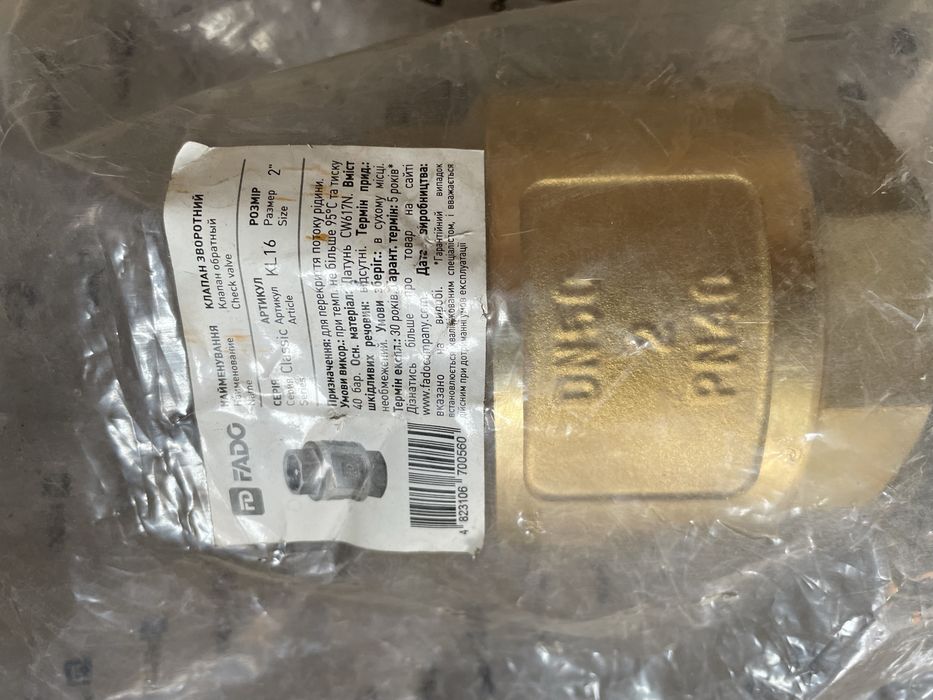 FADO
НАЙМЕНУВАННЯ КЛАПАН ЗВОРОТНИЙ
Наименование Клапан обратный
Name Check valve
СЕРІЯ АРТИКУЛ РОЗМІР
Серия Classic Артикул KL16 Размер 2"
Series Article Size
Призначення: для перекриття потоку рідини.
Умови викор.: при темп. не більше 95°C та тиску
40 бар. Осн. матеріал: Латунь CW617N. Вміст
шкідливих речовин: відсутні. Термін прид.:
необмежений. Умови зберіг.: в сухому місці.
Термін експл.: 30 років. Гарант. термін: 5 років*
Дізнатись більше про товар на сайті
www.fadocompany.com Дата виробництва:
вказано на виробі. *Гарантійний випадок
встановлюється кваліфікованим спеціалістом, і вважається
дійсним при дотриманні умов експлуатації
4 823106 700560
DN50
2
PN40